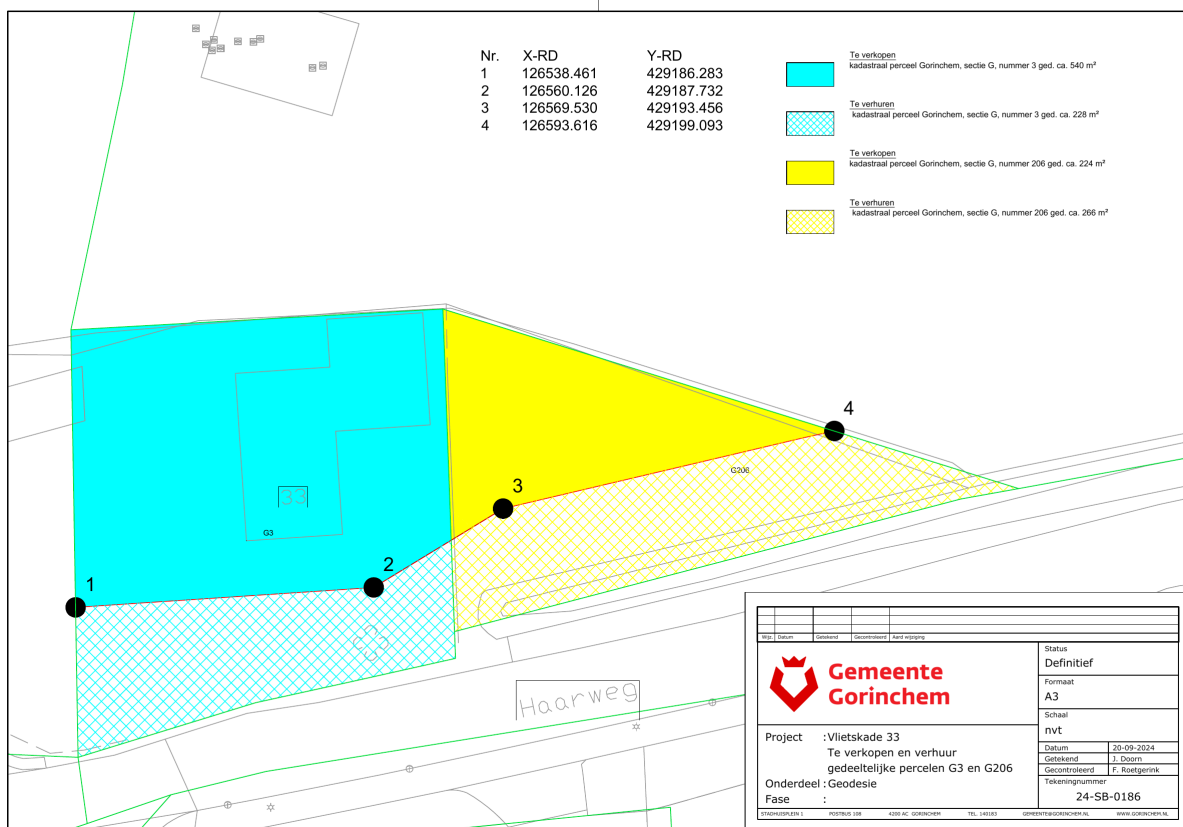 Nr. X-RD Y-RD
1 126538.461 429186.283
2 126560.126 429187.732
3 126569.530 429193.456
4 126593.616 429199.093
Te verkopen
kadastraal perceel Gorinchem, sectie G, nummer 3 ged. ca. 540 m²
Te verhuren
kadastraal perceel Gorinchem, sectie G, nummer 3 ged. ca. 228 m²
Te verkopen
kadastraal perceel Gorinchem, sectie G, nummer 206 ged. ca. 224 m²
Te verhuren
kadastraal perceel Gorinchem, sectie G, nummer 206 ged. ca. 266 m²
4
G206
3
33
G3
2
1
Haarweg
Wijz. Datum Getekend Gecontroleerd Aard wijziging
Gemeente
Gorinchem
Status
Definitief
Formaat
A3
Schaal
nvt
Datum 20-09-2024
Getekend J. Doorn
Gecontroleerd F. Roetgerink
Tekeningnummer
24-SB-0186
Project :Vlietskade 33
Te verkopen en verhuur
gedeeltelijke percelen G3 en G206
Onderdeel :Geodesie
Fase :
STADHUISPLEIN 1 POSTBUS 108 4200 AC GORINCHEM TEL. 140183 GEMEENTE@GORINCHEM.NL WWW.GORINCHEM.NL